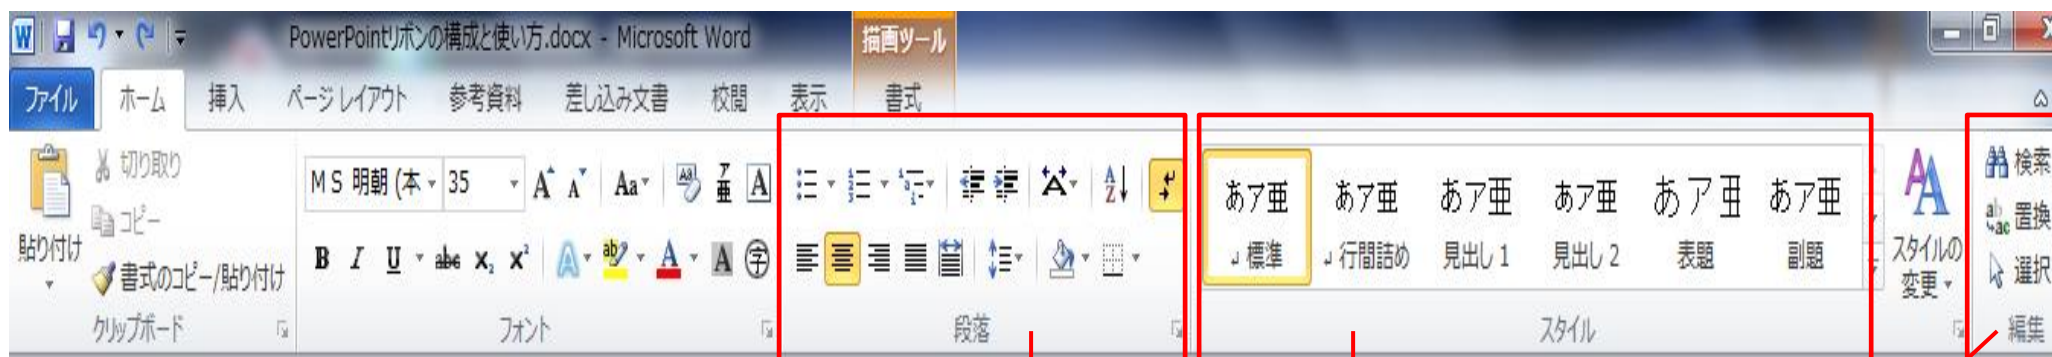 PowerPointリボンの構成と使い方.docx - Microsoft Word
描画ツール
ファイル ホーム 挿入 ページ レイアウト 参考資料 差し込み文書 校閲 表示 書式
貼り付け
切り取り
コピー
書式のコピー/貼り付け
クリップボード
MS 明朝 (本 35
フォント
段落
あア亜 あア亜 あア亜 あア亜 あア亜 あア亜
標準 行間詰め 見出し 1 見出し 2 表題 副題
スタイルの
変更
スタイル
検索
置換
選択
編集